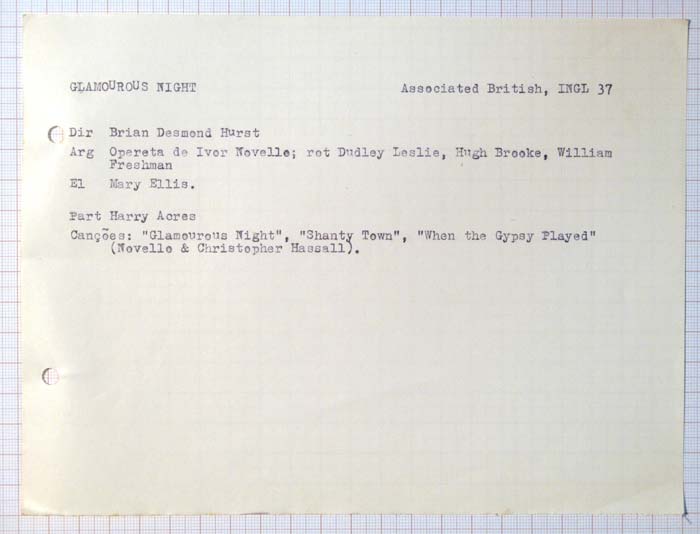 GLAMOUROUS NIGHT Associated British, INGL 37
Dir Brian Desmond Hurst
Arg Opereta de Ivor Novello; rot Dudley Leslie, Hugh Brooke, William
Freshman
El Mary Ellis.
Part Harry Acres
Canções: "Glamourous Night", "Shanty Town", "When the Gypsy Played"
(Novello & Christopher Hassall).